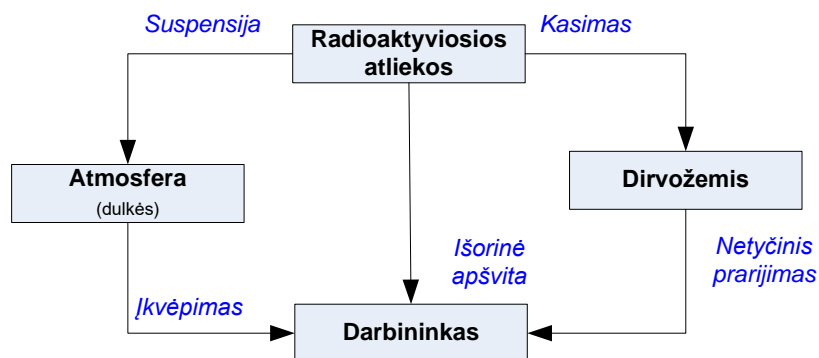 Suspensija
Radioaktyviosios
atliekos
Kasimas
Atmosfera
(dulkės)
Dirvožemis
Išorinė
apšvita
Netyčinis
prarijimas
Įkvėpimas
Darbininkas